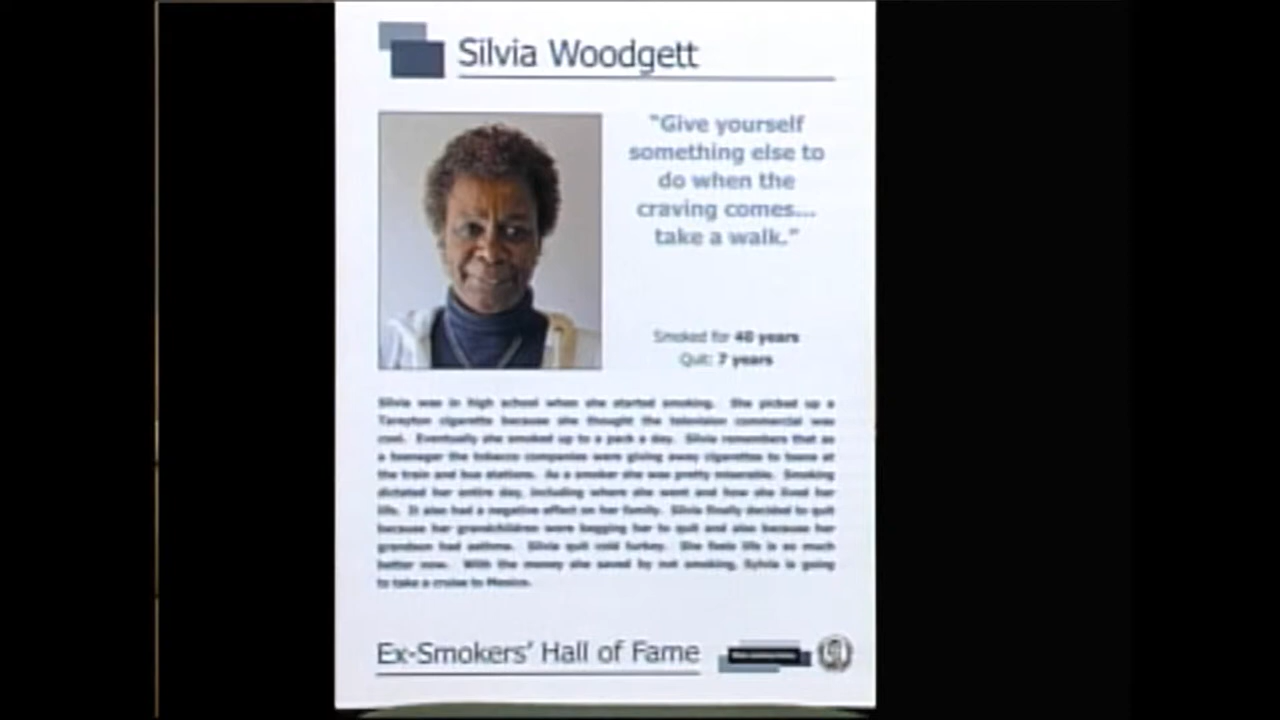 Silvia Woodgett
"Give yourself
something else to
do when the
craving comes...
take a walk."
Smoked for 40 years
Quit: 7 years
Silvia was in high school when she started smoking. She picked up a
Tareyton cigarette because she thought the television commercial was
cool. Eventually she smoked up to a pack a day. Silvia remembers that as
a teenager the tobacco companies were giving away cigarettes to teens at
the train and bus stations. As a smoker she was pretty miserable. Smoking
dictated her entire day, including where she went and how she lived her
life. It also had a negative effect on her family. Silvia finally decided to quit
because her grandchildren were begging her to quit and also because her
grandson had asthma. Silvia quit cold turkey. She feels life is so much
better now. With the money she saved by not smoking, Sylvia is going
to take a cruise to Mexico.
Ex-Smokers' Hall of Fame